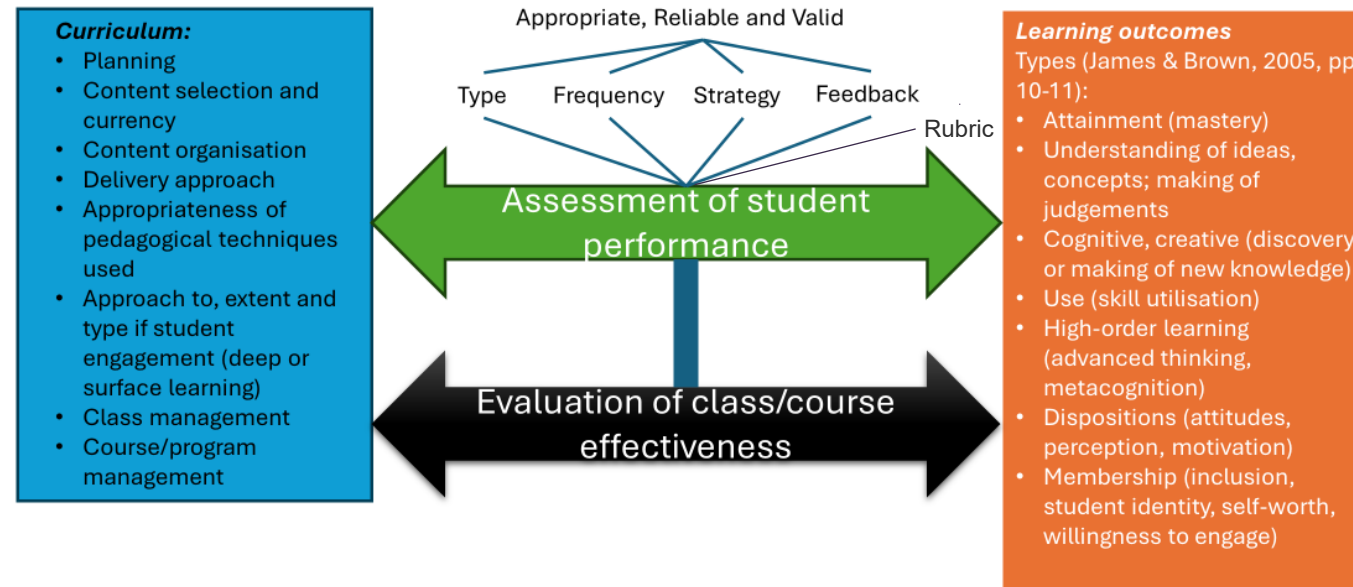 Curriculum:
• Planning
• Content selection and
currency
• Content organisation
• Delivery approach
• Appropriateness of
pedagogical techniques
used
• Approach to, extent and
type if student
engagement (deep or
surface learning)
• Class management
• Course/program
management
Appropriate, Reliable and Valid
Type Frequency Strategy Feedback
Rubric
Assessment of student
performance
Evaluation of class/course
effectiveness
Learning outcomes
Types (James & Brown, 2005, pp
10-11):
• Attainment (mastery)
• Understanding of ideas,
concepts; making of
judgements
• Cognitive, creative (discovery
or making of new knowledge)
• Use (skill utilisation)
• High-order learning
(advanced thinking,
metacognition)
• Dispositions (attitudes,
perception, motivation)
• Membership (inclusion,
student identity, self-worth,
willingness to engage)